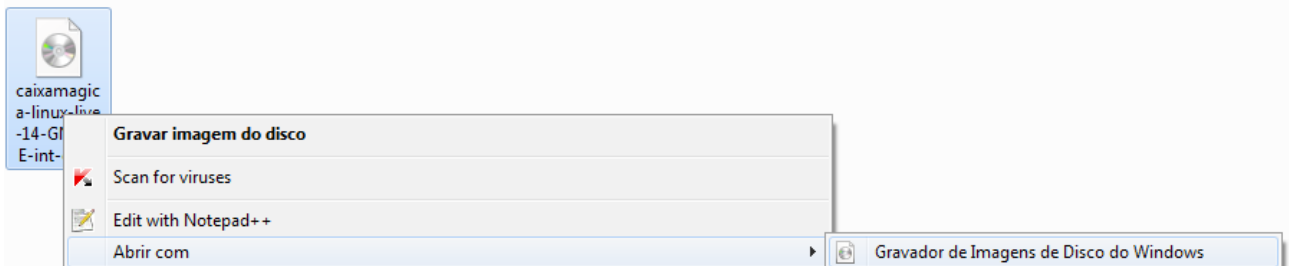 caixamagic
a-linux-live
-14-G
E-int-
Gravar imagem do disco
Scan for viruses
Edit with Notepad++
Abrir com
Gravador de Imagens de Disco do Windows